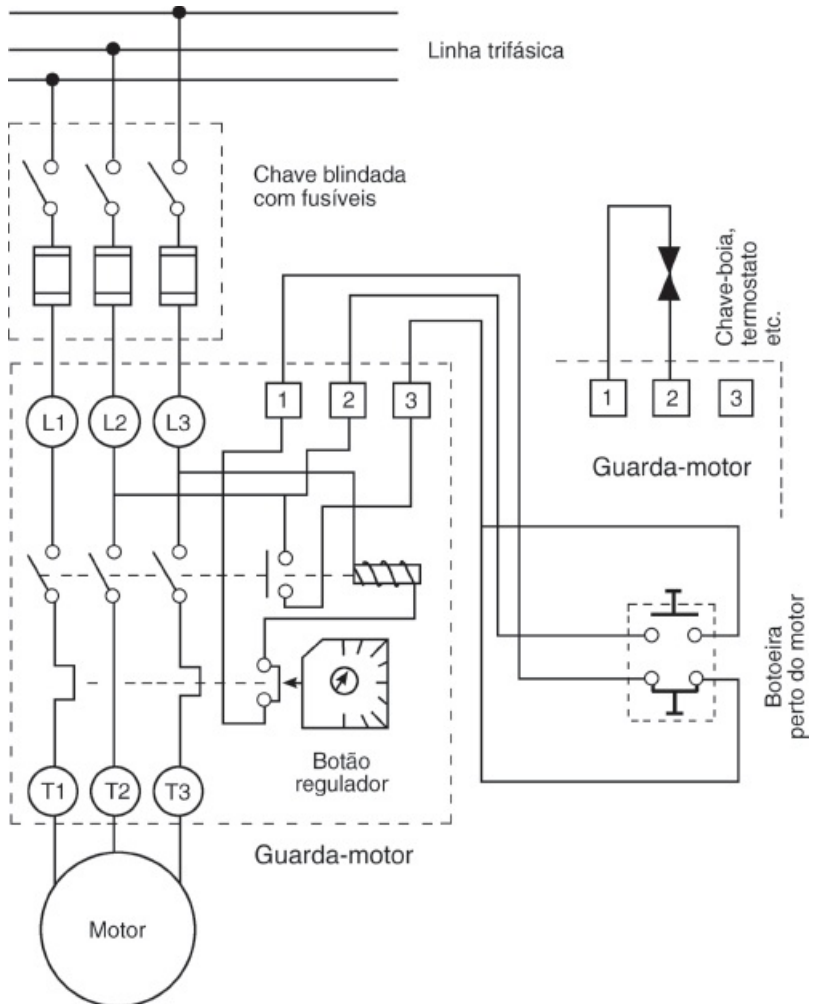 Linha trifásica
Chave blindada
com fusíveis
Chave-boia,
termostato
etc.
1
2
3
1
2
3
L1
L2
L3
Guarda-motor
Botoeira
perto do motor
Botão
regulador
T1
T2
T3
Guarda-motor
Motor